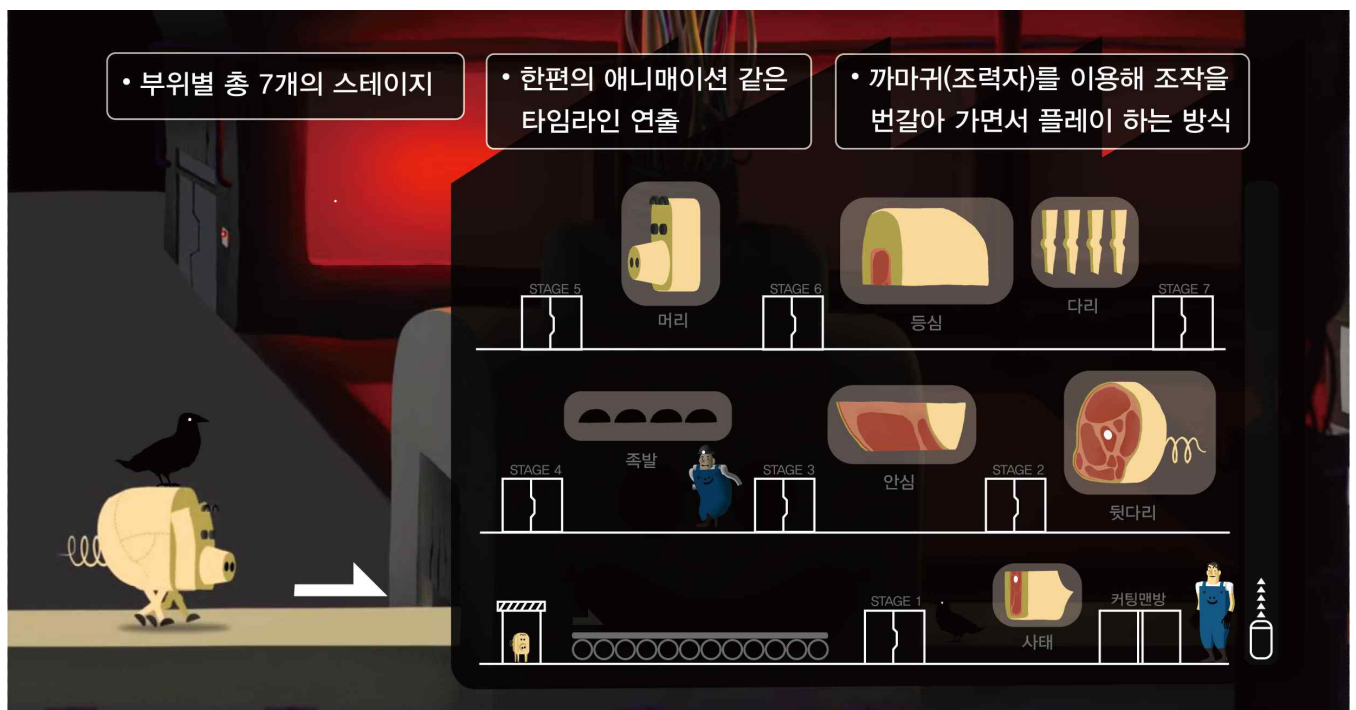 • 부위별 총 7개의 스테이지
• 한편의 애니매이션 같은
타임라인 연출
• 까마귀(조력자)를 이용해 조작을
번갈아 가면서 플레이 하는 방식
STAGE 5
머리
STAGE 6
등심
다리
STAGE 7
STAGE 4
족발
STAGE 3
안심
STAGE 2
뒷다리
STAGE 1
사태
커팅맨방